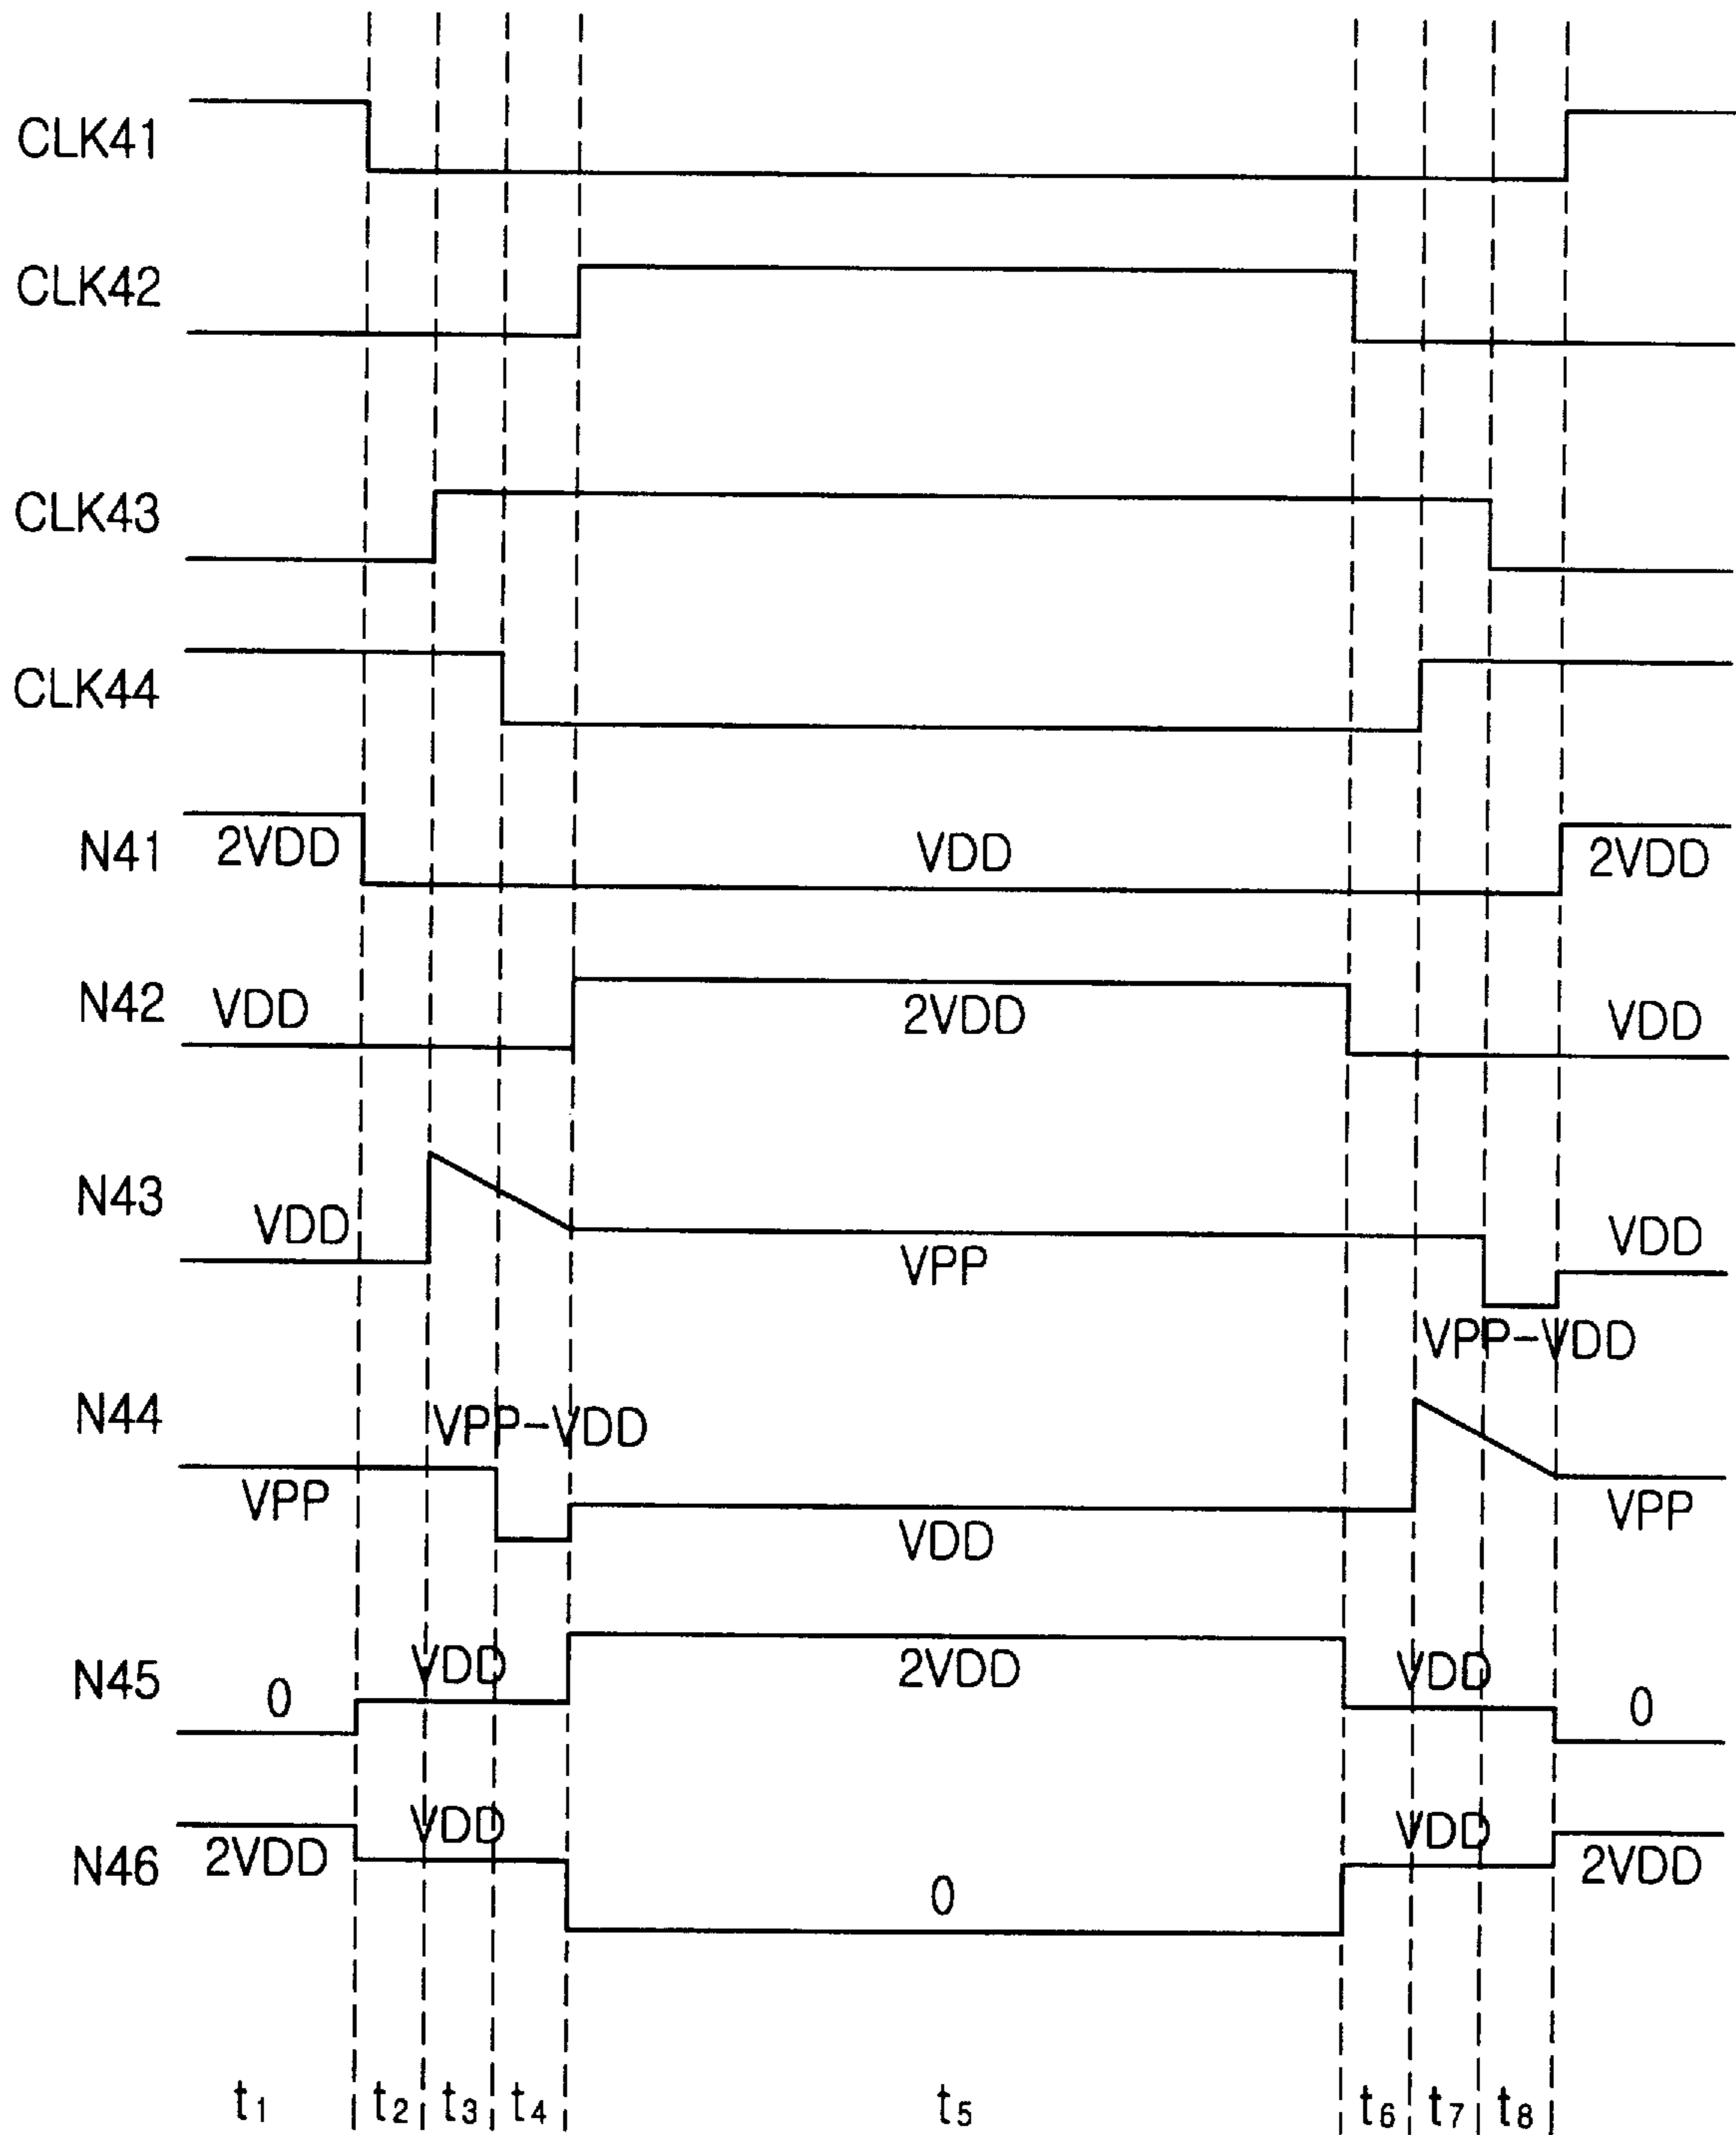 CLK41
CLK42
CLK43
CLK44
N41 2VDD VDD 2VDD
N42 VDD 2VDD VDD
N43 VDD VPP VDD
VPP-VDD
N44 VPP-VDD
VPP VDD VPP
N45 0 VDD 2VDD VDD 0
N46 2VDD VDD 0 VDD 2VDD
t1 t2 t3 t4 t5 t6 t7 t8